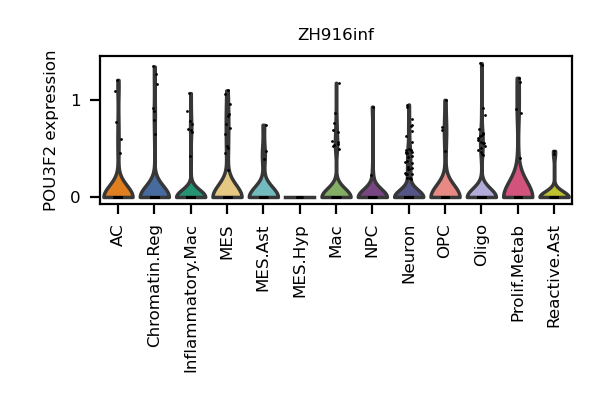 ZH916inf
POU3F2 expression
1
0
AC
Chromatin.Reg
Inflammatory.Mac
MES
MES.Ast
MES.Hyp
Mac
NPC
Neuron
OPC
Oligo
Prolif.Metab
Reactive.Ast